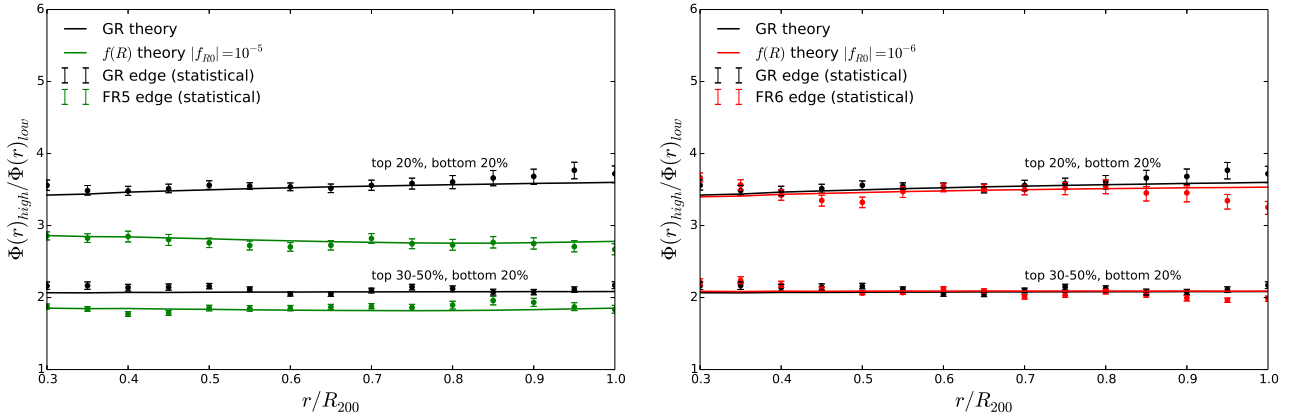 6
5
4
3
2
1
Φ(r)_high/Φ(r)_low
GR theory
f(R) theory |f_R0|=10^−5
GR edge (statistical)
FR5 edge (statistical)
top 20%, bottom 20%
top 30-50%, bottom 20%
0.3 0.4 0.5 0.6 0.7 0.8 0.9 1.0
r/R_200
6
5
4
3
2
1
Φ(r)_high/Φ(r)_low
GR theory
f(R) theory |f_R0|=10^−6
GR edge (statistical)
FR6 edge (statistical)
top 20%, bottom 20%
top 30-50%, bottom 20%
0.3 0.4 0.5 0.6 0.7 0.8 0.9 1.0
r/R_200